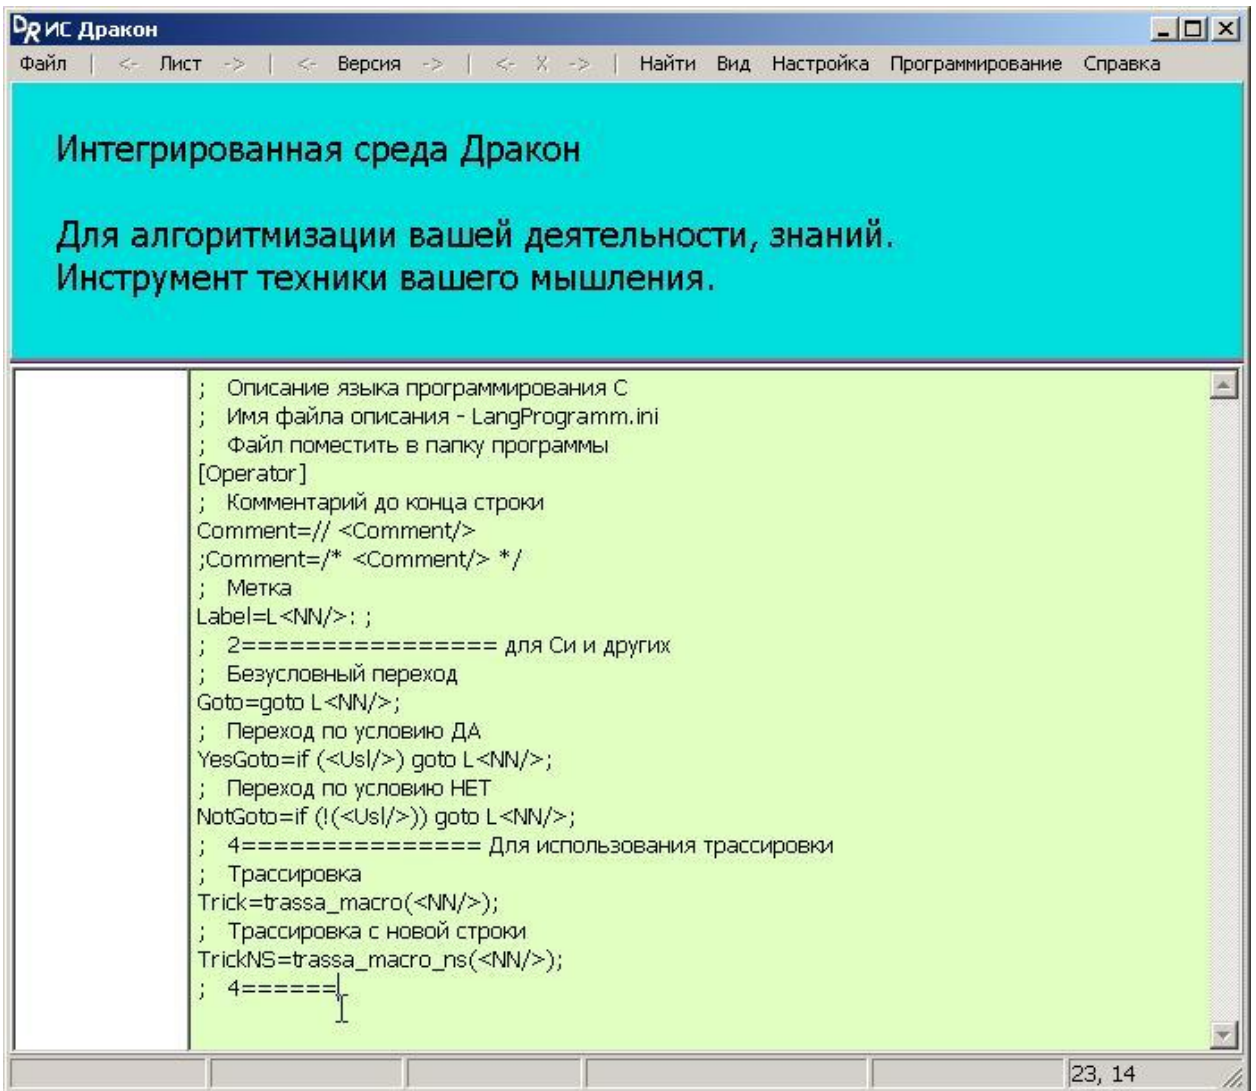 DR ИС Дракон
Файл | <- Лист -> | <- Версия -> | <- X -> | Найти Вид Настройка Программирование Справка
Интегрированная среда Дракон
Для алгоритмизации вашей деятельности, знаний.
Инструмент техники вашего мышления.
; Описание языка программирования С
; Имя файла описания - LangProgramm.ini
; Файл поместить в папку программы
[Operator]
; Комментарий до конца строки
Comment=// <Comment/>
;Comment=/* <Comment/> */
; Метка
Label=L<NN/>: ;
; 2================ для Си и других
; Безусловный переход
Goto=goto L<NN/>;
; Переход по условию ДА
YesGoto=if (<Usl/>) goto L<NN/>;
; Переход по условию НЕТ
NotGoto=if (!(<Usl/>)) goto L<NN/>;
; 4=============== Для использования трассировки
; Трассировка
Trick=trassa_macro(<NN/>);
; Трассировка с новой строки
TrickNS=trassa_macro_ns(<NN/>);
; 4======
23, 14